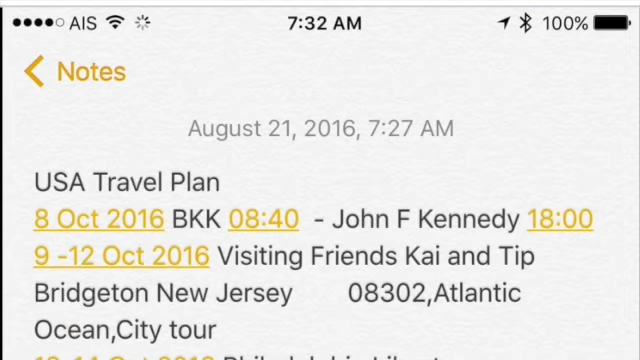 AIS 7:32 AM 100%
Notes
August 21, 2016, 7:27 AM
USA Travel Plan
8 Oct 2016 BKK 08:40 - John F Kennedy 18:00
9 -12 Oct 2016 Visiting Friends Kai and Tip
Bridgeton New Jersey 08302,Atlantic
Ocean,City tour